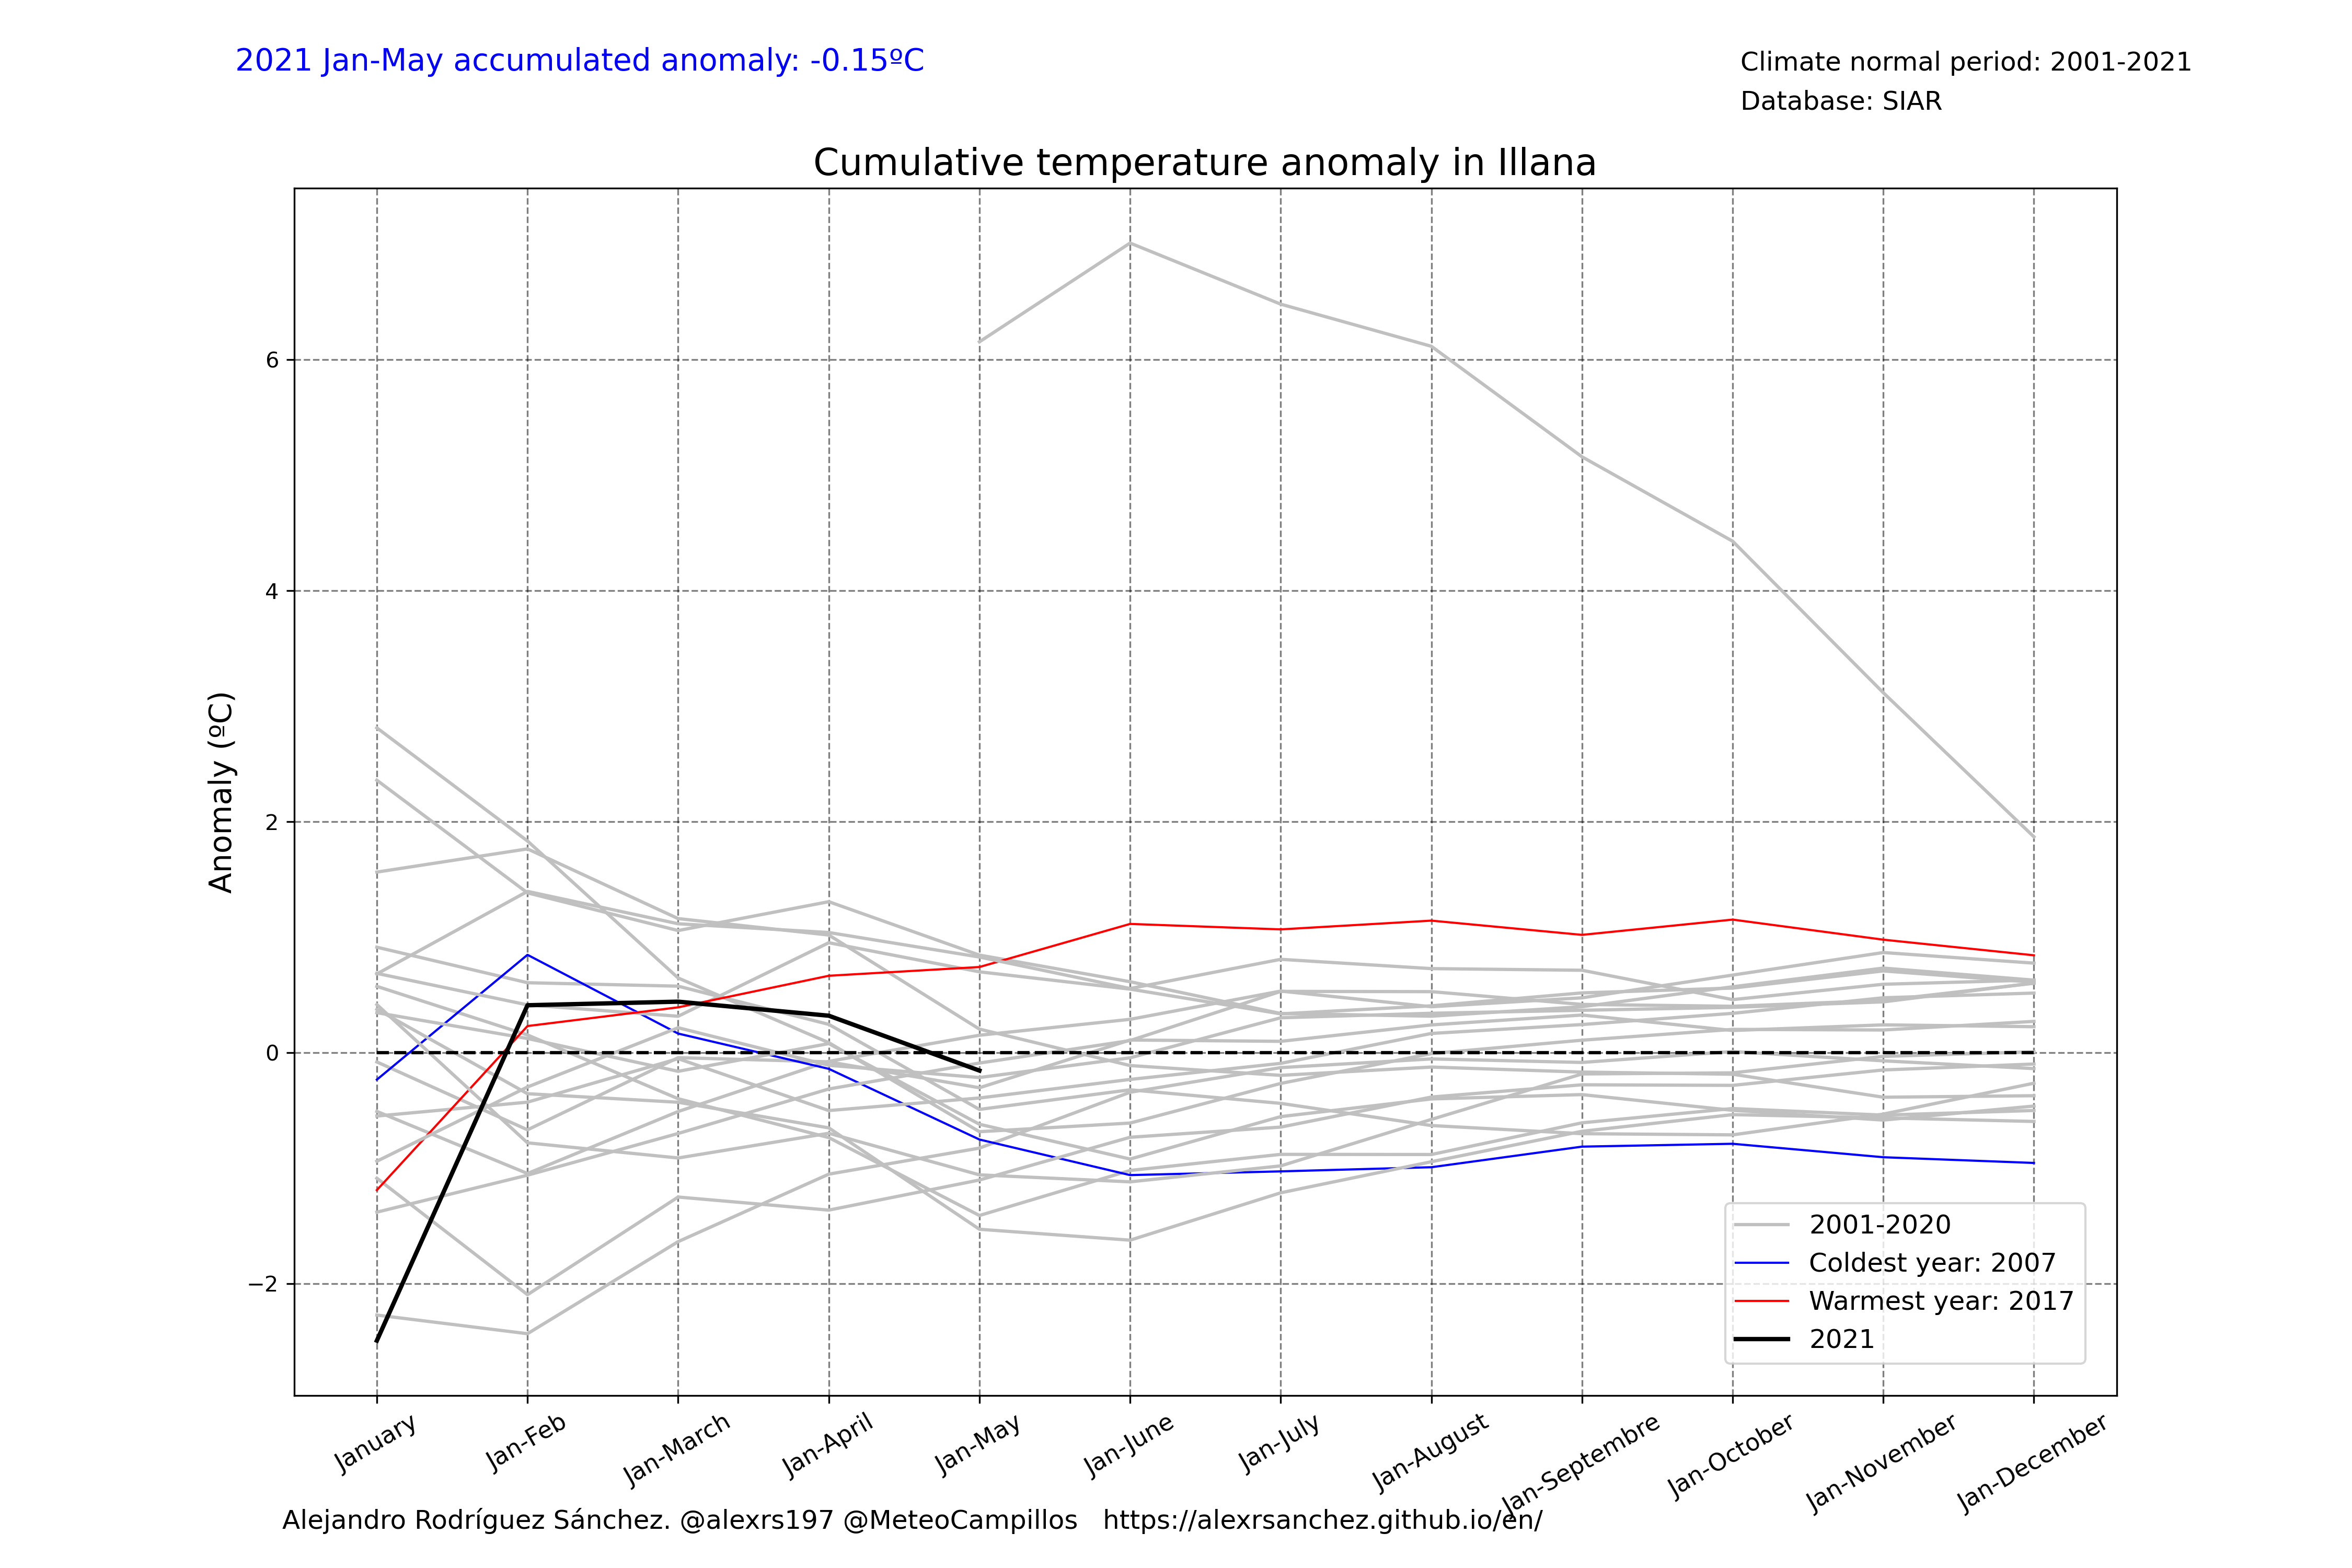 2021 Jan-May accumulated anomaly: -0.15ºC
Climate normal period: 2001-2021
Database: SIAR
Cumulative temperature anomaly in Illana
Anomaly (ºC)
6
4
2
0
−2
2001-2020
Coldest year: 2007
Warmest year: 2017
2021
January
Jan-Feb
Jan-March
Jan-April
Jan-May
Jan-June
Jan-July
Jan-August
Jan-Septembre
Jan-October
Jan-November
Jan-December
Alejandro Rodríguez Sánchez. @alexrs197 @MeteoCampillos https://alexrsanchez.github.io/en/